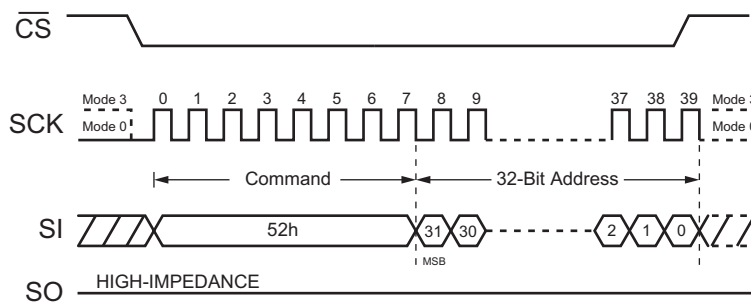 CS
Mode 3 0 1 2 3 4 5 6 7 8 9 37 38 39 Mode 3
SCK
Mode 0 Mode 0
Command 32-Bit Address
SI 52h 31 30 2 1 0
MSB
HIGH-IMPEDANCE
SO